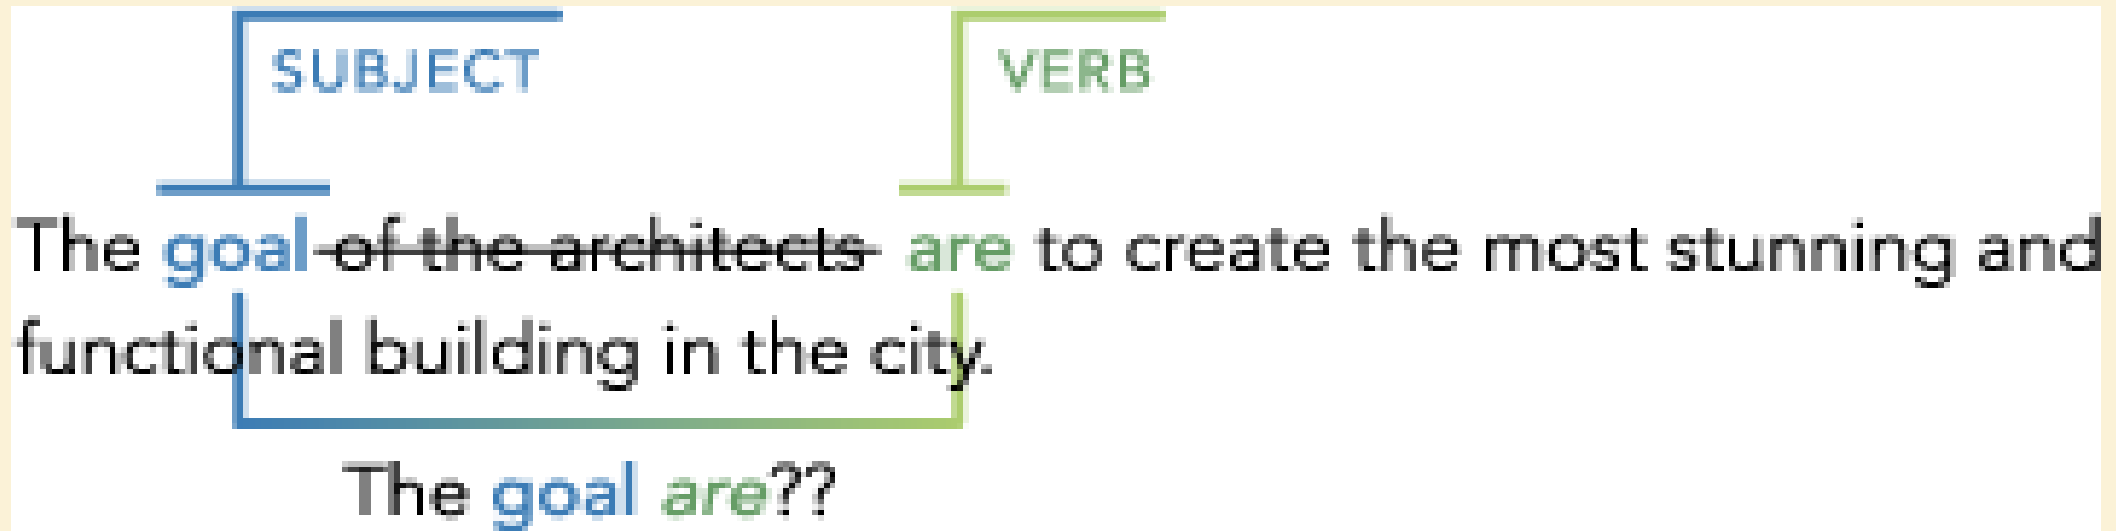 SUBJECT VERB
The goal of the architects are to create the most stunning and
functional building in the city.
The goal are??